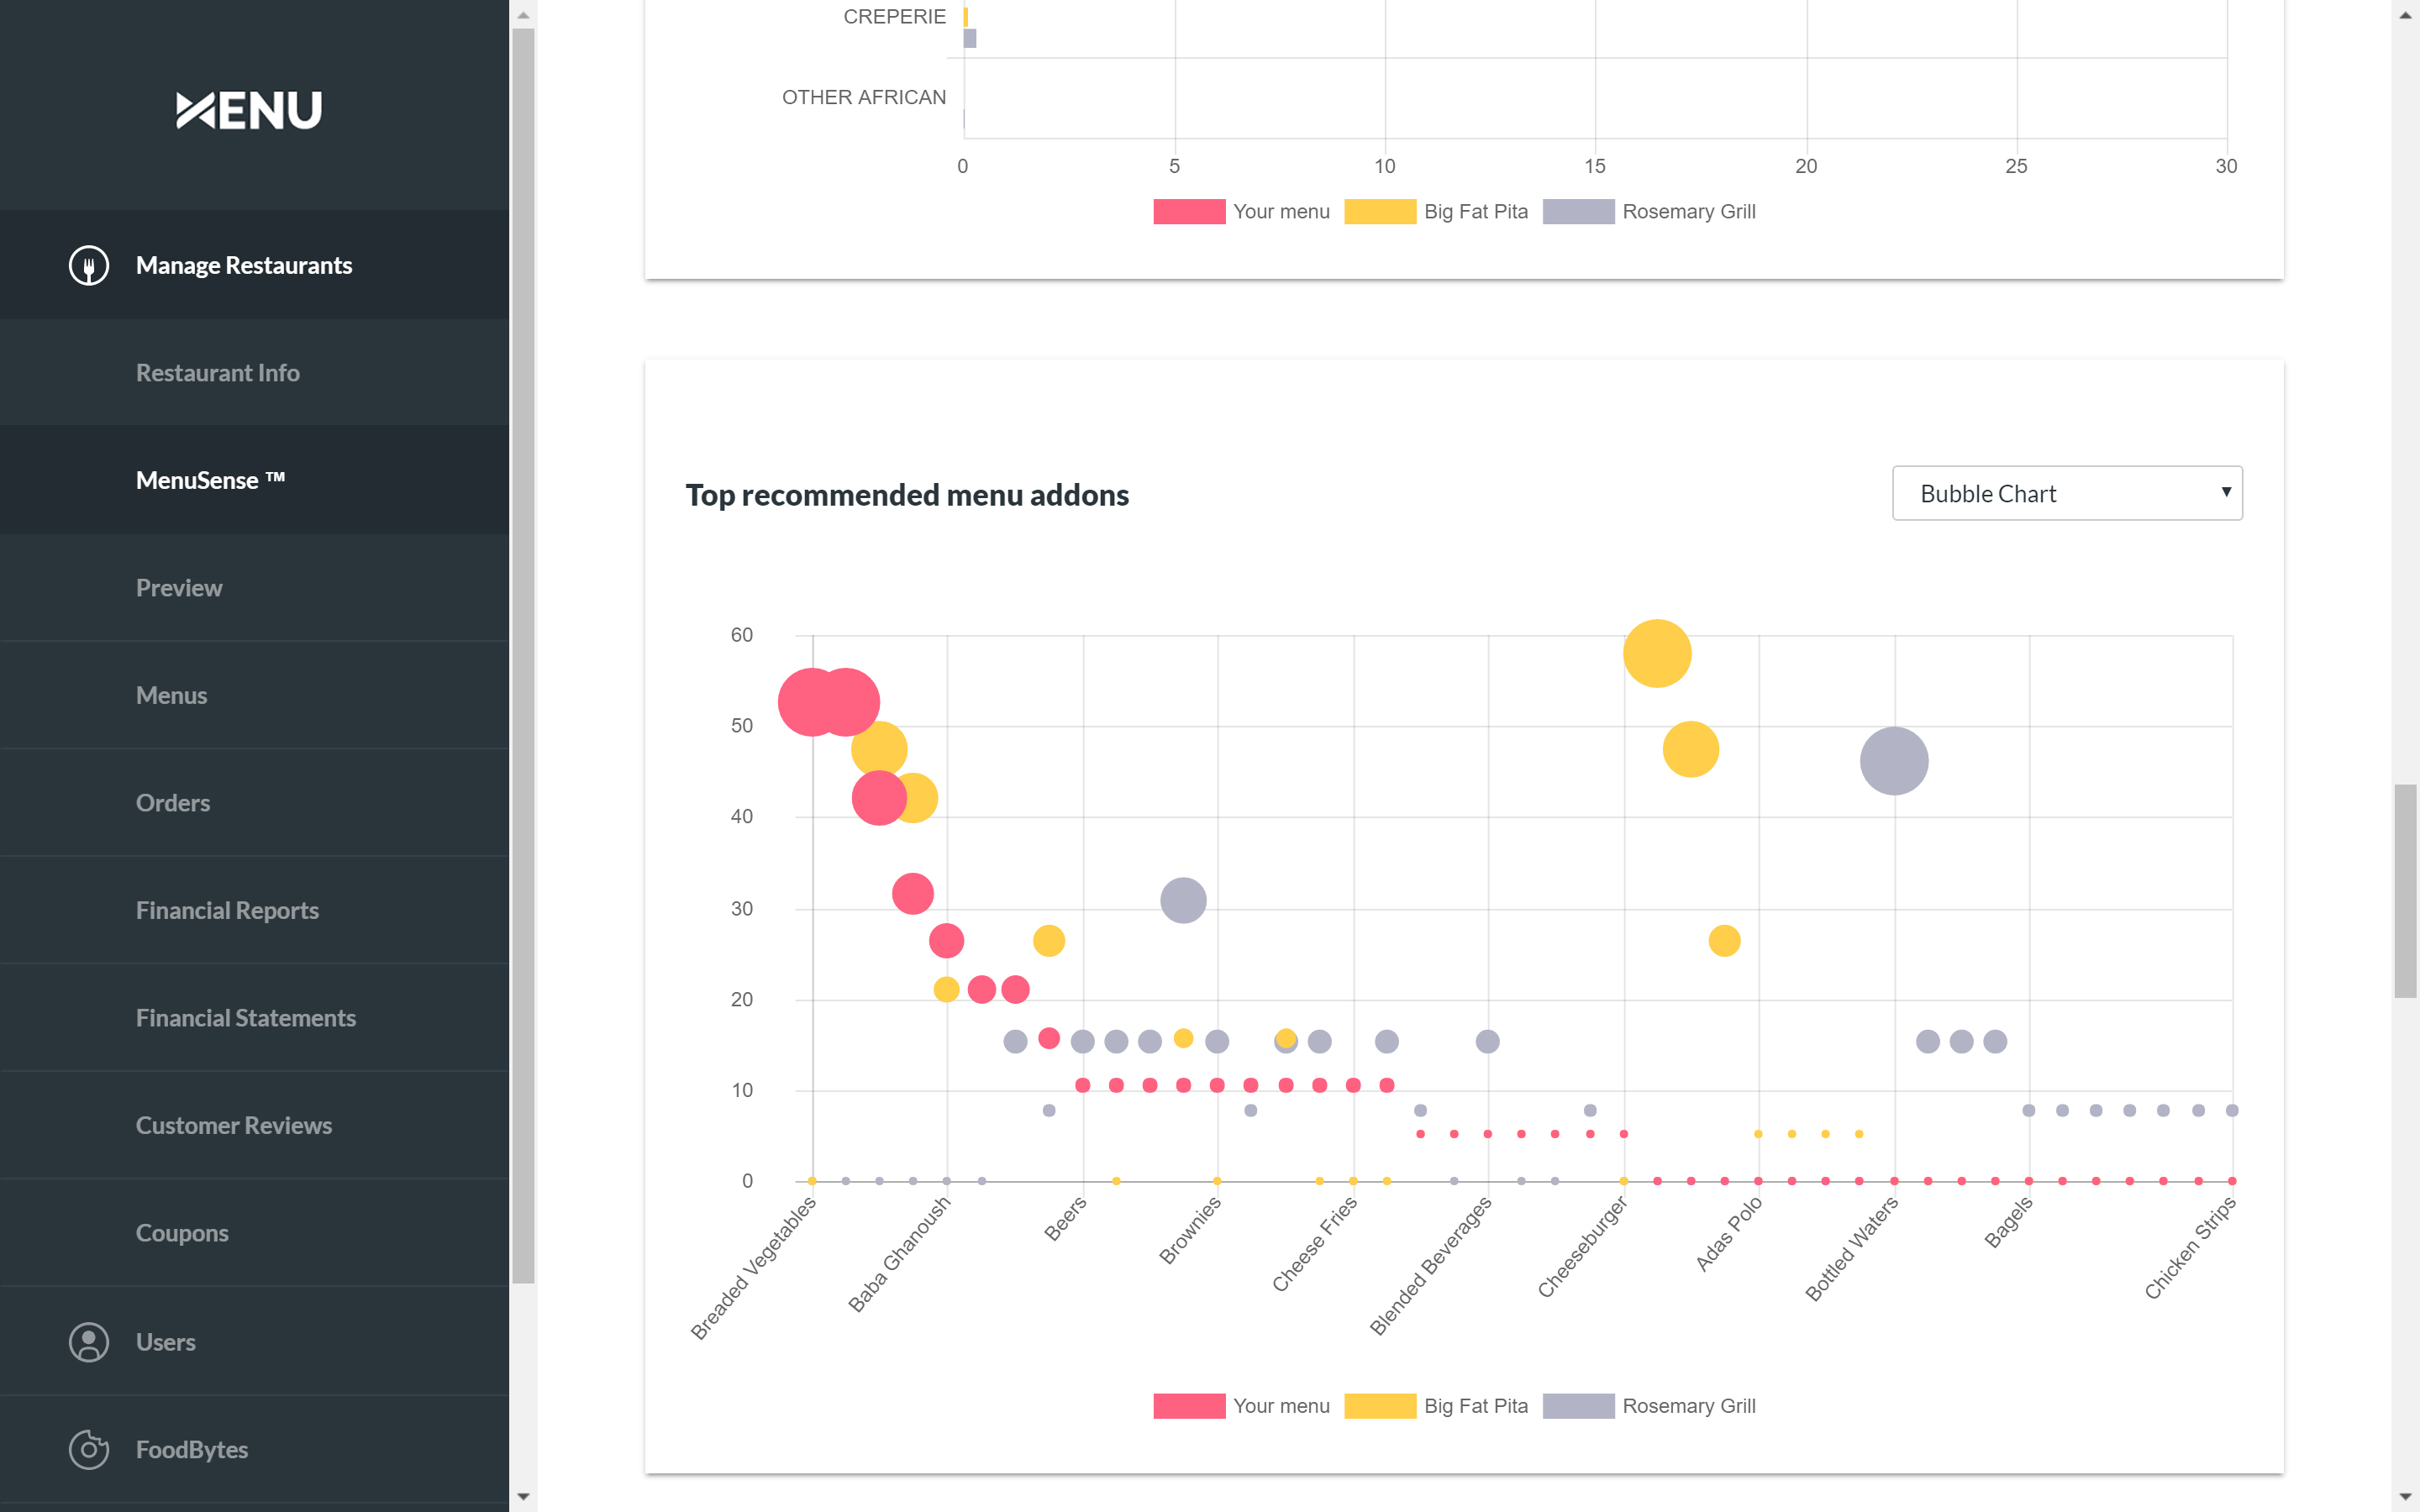 MENU
Manage Restaurants
Restaurant Info
MenuSense ™
Preview
Menus
Orders
Financial Reports
Financial Statements
Customer Reviews
Coupons
Users
FoodBytes
CREPERIE
OTHER AFRICAN
0 5 10 15 20 25 30
Your menu Big Fat Pita Rosemary Grill
Top recommended menu addons
Bubble Chart
60
50
40
30
20
10
0
Breaded Vegetables
Baba Ghanoush
Beers
Brownies
Cheese Fries
Blended Beverages
Cheeseburger
Adas Polo
Bottled Waters
Bagels
Chicken Strips
Your menu Big Fat Pita Rosemary Grill